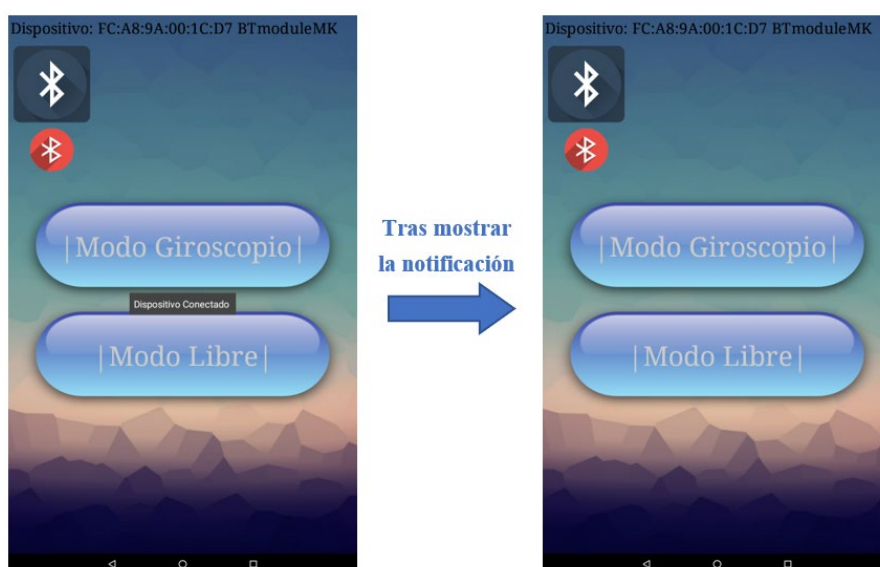 Dispositivo: FC:A8:9A:00:1C:D7 BTmoduleMK
|Modo Giroscopio|
Dispositivo Conectado
|Modo Libre|
Tras mostrar
la notificación
Dispositivo: FC:A8:9A:00:1C:D7 BTmoduleMK
|Modo Giroscopio|
|Modo Libre|